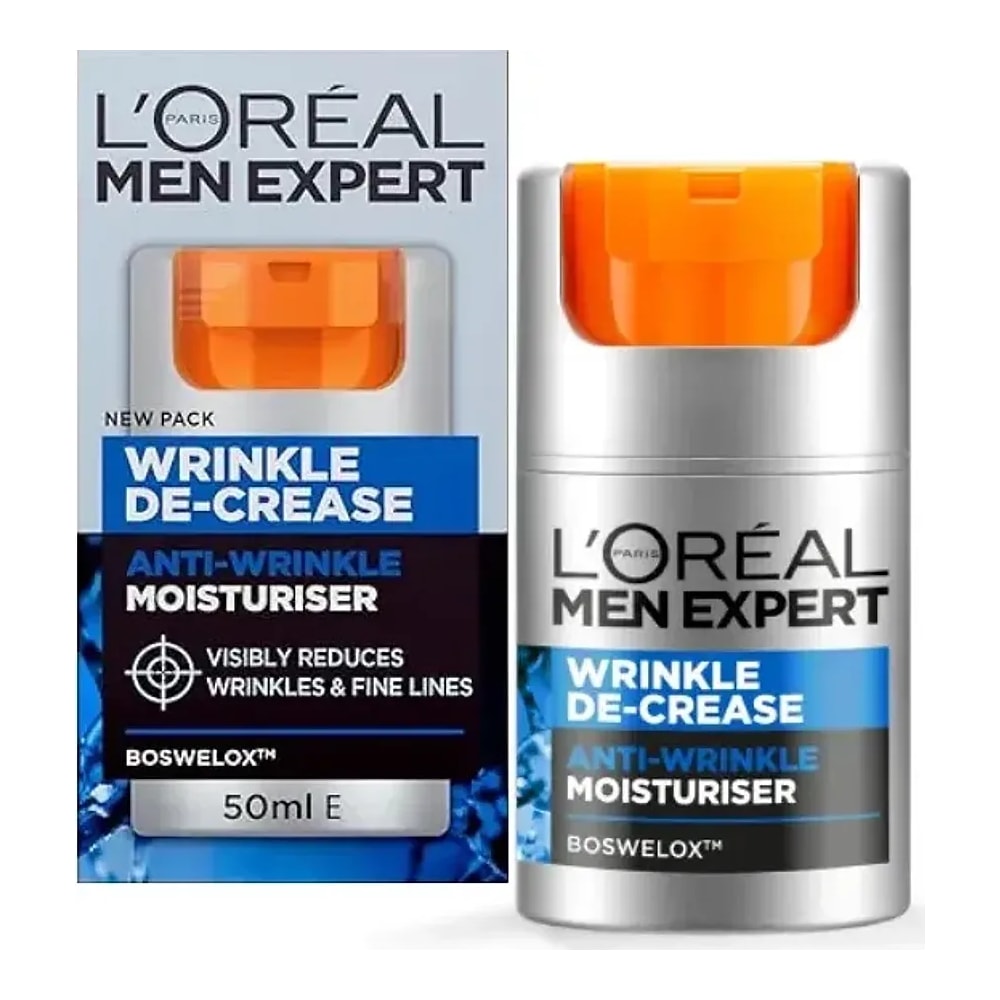 L'ORÉAL
PARIS
MEN EXPERT
NEW PACK
WRINKLE
DE-CREASE
ANTI-WRINKLE
MOISTURISER
VISIBLY REDUCES
WRINKLES & FINE LINES
BOSWELOX™
50ml E
L'ORÉAL
PARIS
MEN EXPERT
WRINKLE
DE-CREASE
ANTI-WRINKLE
MOISTURISER
BOSWELOX™